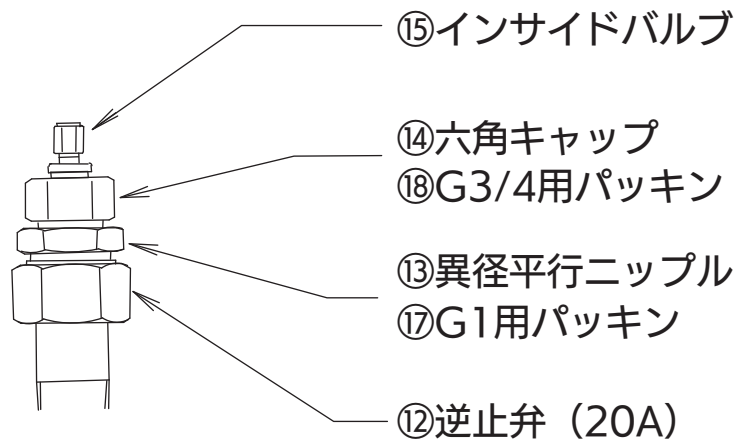 ⑮インサイドバルブ
⑭六角キャップ
⑱G3/4用パッキン
⑬異径平行ニップル
⑰G1用パッキン
⑫逆止弁（20A）